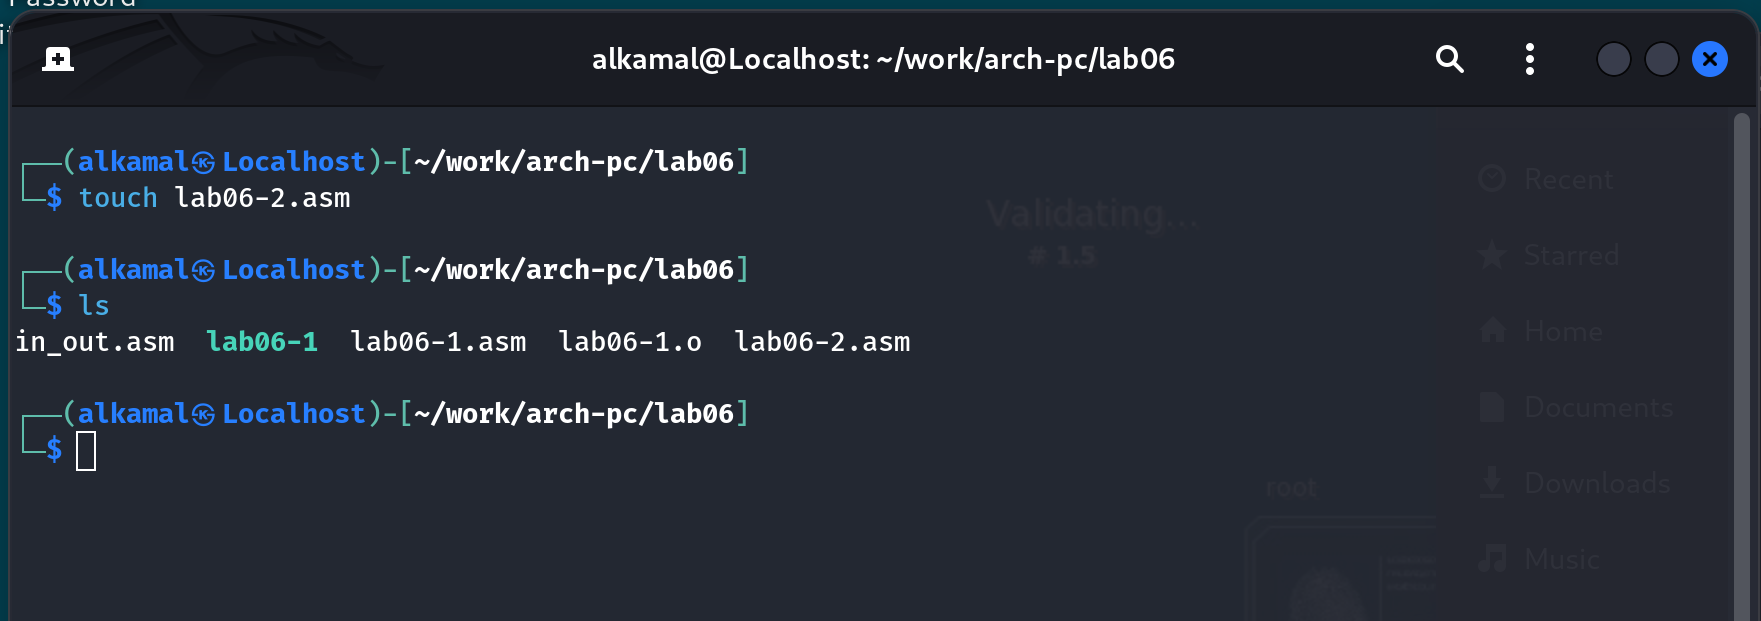 Password
alkamal@Localhost: ~/work/arch-pc/lab06
(alkamal㉿Localhost)-[~/work/arch-pc/lab06]
$ touch lab06-2.asm
(alkamal㉿Localhost)-[~/work/arch-pc/lab06]
$ ls
in_out.asm lab06-1 lab06-1.asm lab06-1.o lab06-2.asm
(alkamal㉿Localhost)-[~/work/arch-pc/lab06]
$
Validating...
# 1.5
root
Recent
Starred
Home
Documents
Downloads
Music